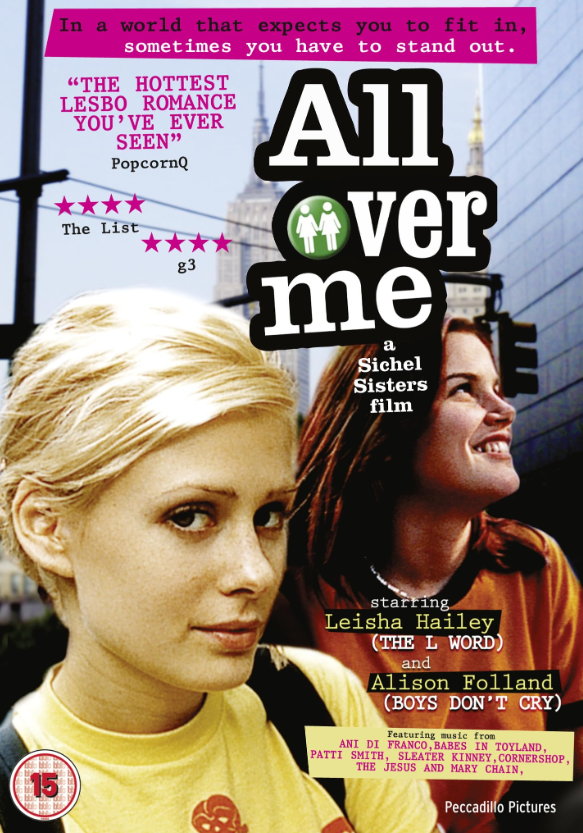 In a world that expects you to fit in,
sometimes you have to stand out.
"THE HOTTEST
LESBO ROMANCE
YOU'VE EVER
SEEN"
PopcornQ
The List
g3
All
over
me
a
Sichel
Sisters
film
starring
Leisha Hailey
(THE L WORD)
and
Alison Folland
(BOYS DON'T CRY)
Featuring music from
ANI DI FRANCO,BABES IN TOYLAND,
PATTI SMITH, SLEATER KINNEY,CORNERSHOP,
THE JESUS AND MARY CHAIN,
15
Peccadillo Pictures